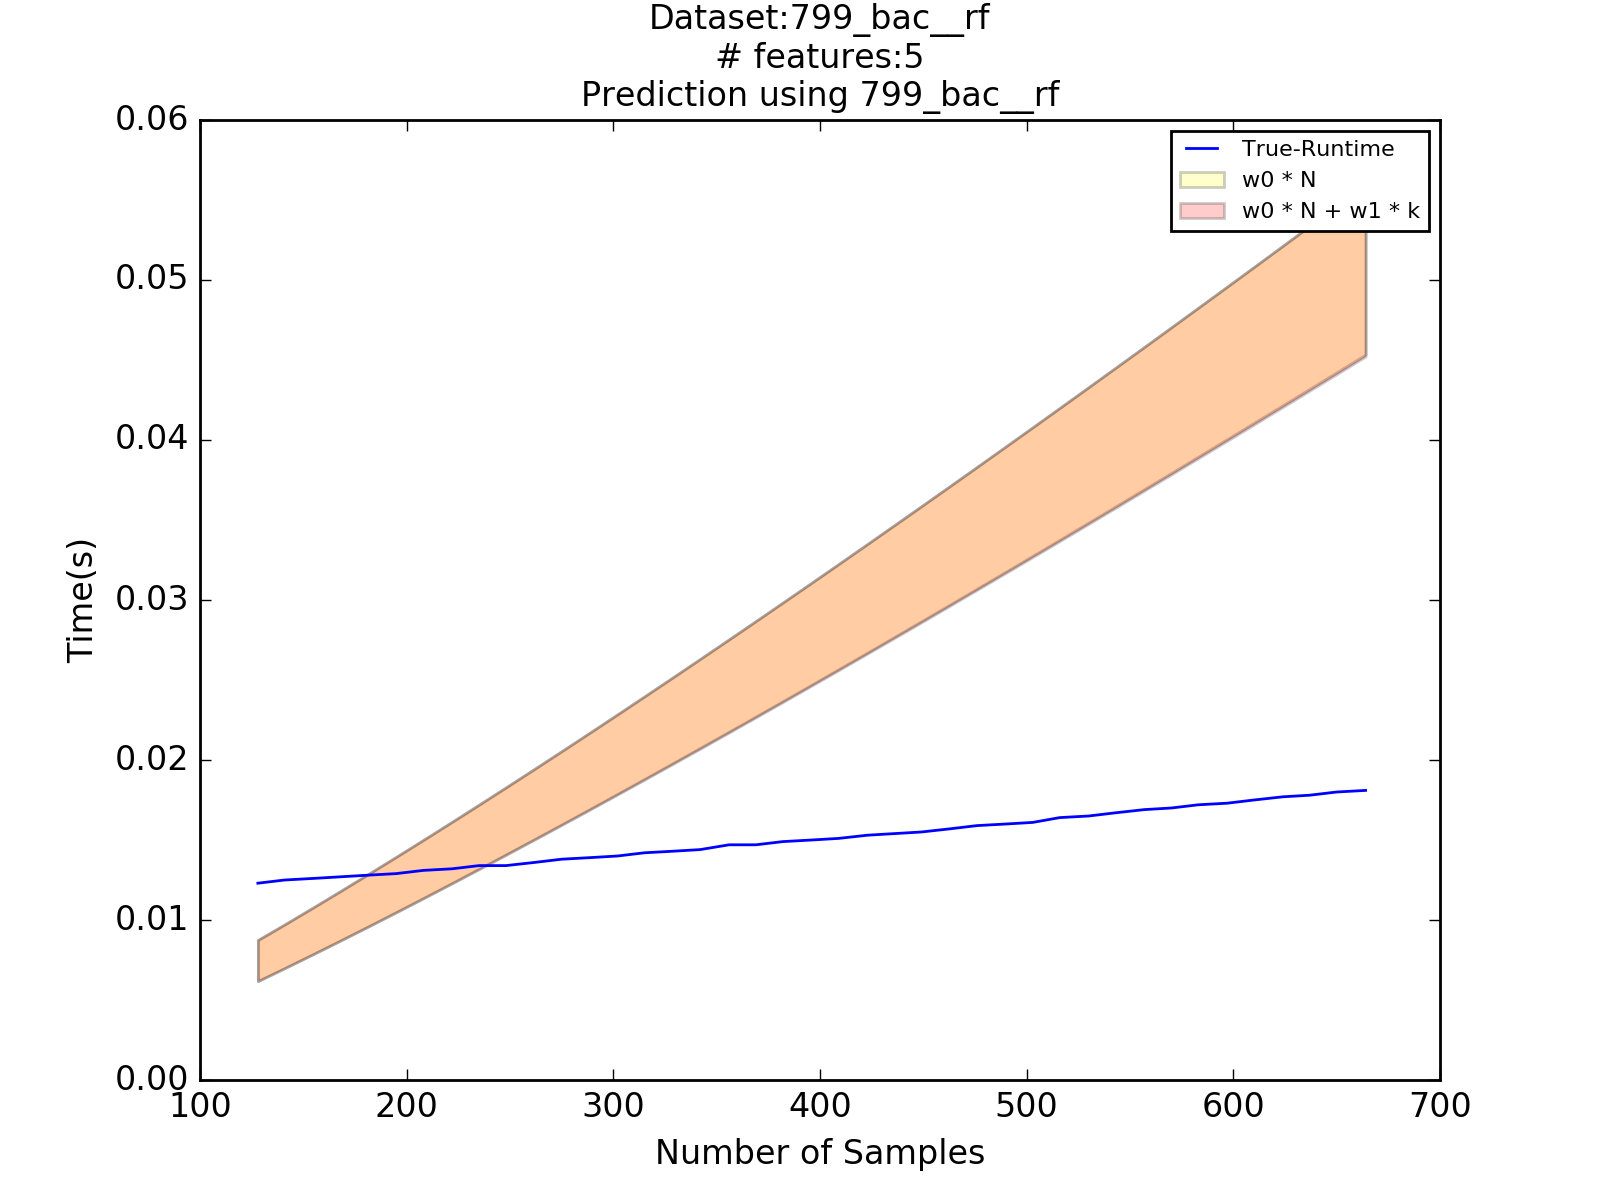 Dataset:799_bac__rf
# features:5
Prediction using 799_bac__rf
0.06
0.05
0.04
0.03
0.02
0.01
0.00
Time(s)
True-Runtime
w0 * N
w0 * N + w1 * k
100 200 300 400 500 600 700
Number of Samples